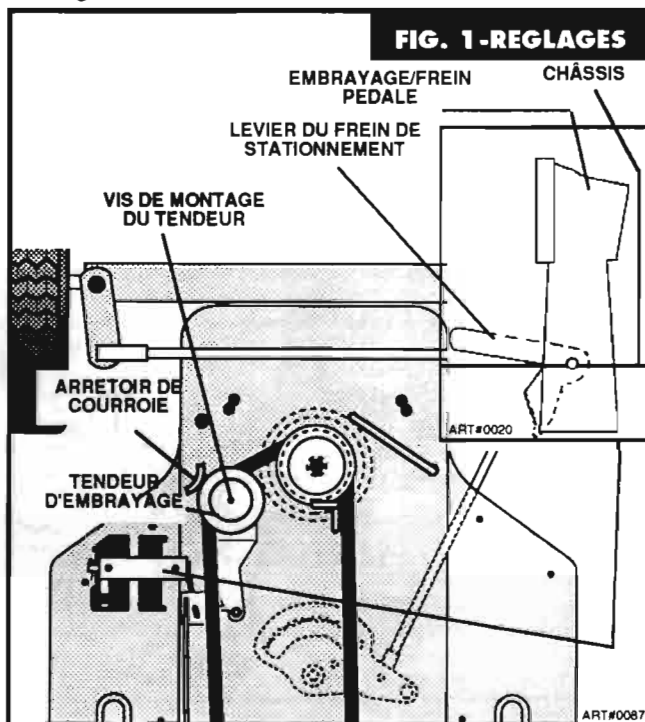 FIG. 1-REGLAGES
EMBRAYAGE/FREIN
PEDALE
CHÂSSIS
LEVIER DU FREIN DE
STATIONNEMENT
VIS DE MONTAGE
DU TENDEUR
ARRETOIR DE
COURROIE
TENDEUR
D'EMBRAYAGE
ART#0020
ART#0087